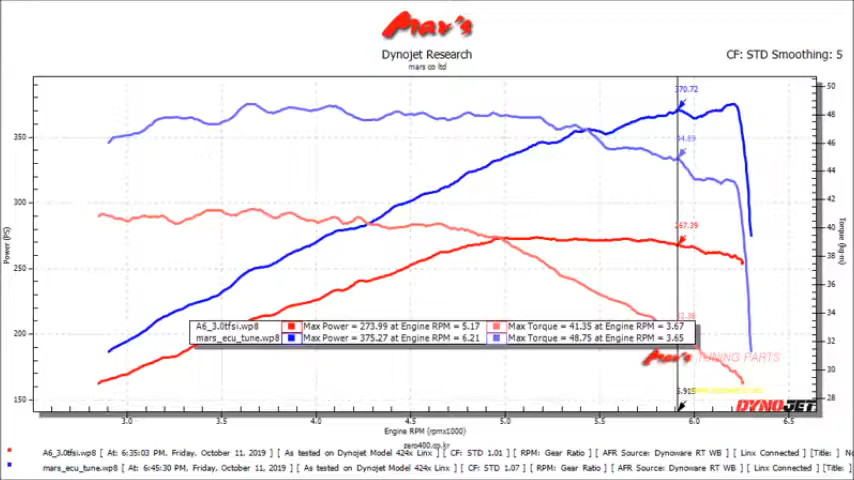 Mar's
Dynojet Research
CF: STD Smoothing: 5
mars co ltd
50
370.72
48
350
46
44
300
42
267.39
40
Power (PS)
Torque (kg·m)
38
250
36
34
A6_3.0tfsi.wp8 Max Power = 273.99 at Engine RPM = 5.17 Max Torque = 41.35 at Engine RPM = 3.67
mars_ecu_tune.wp8 Max Power = 375.27 at Engine RPM = 6.21 Max Torque = 48.75 at Engine RPM = 3.65
200
32
Mar's TUNING PARTS
30
5.915
150
28
DYNOJET
3.0 3.5 4.0 4.5 5.0 5.5 6.0 6.5
Engine RPM (rpmx1000)
zero400.co.kr
A6_3.0tfsi.wp8 [ At: 6:35:03 PM, Friday, October 11, 2019 ] [ As tested on Dynojet Model 424x Linx ] [ CF: STD 1.01 ] [ RPM: Gear Ratio ] [ AFR Source: Dynoware RT WB ] [ Linx Connected ] [Title: ] No
mars_ecu_tune.wp8 [ At: 6:45:30 PM, Friday, October 11, 2019 ] [ As tested on Dynojet Model 424x Linx ] [ CF: STD 1.07 ] [ RPM: Gear Ratio ] [ AFR Source: Dynoware RT WB ] [ Linx Connected ] [Title: